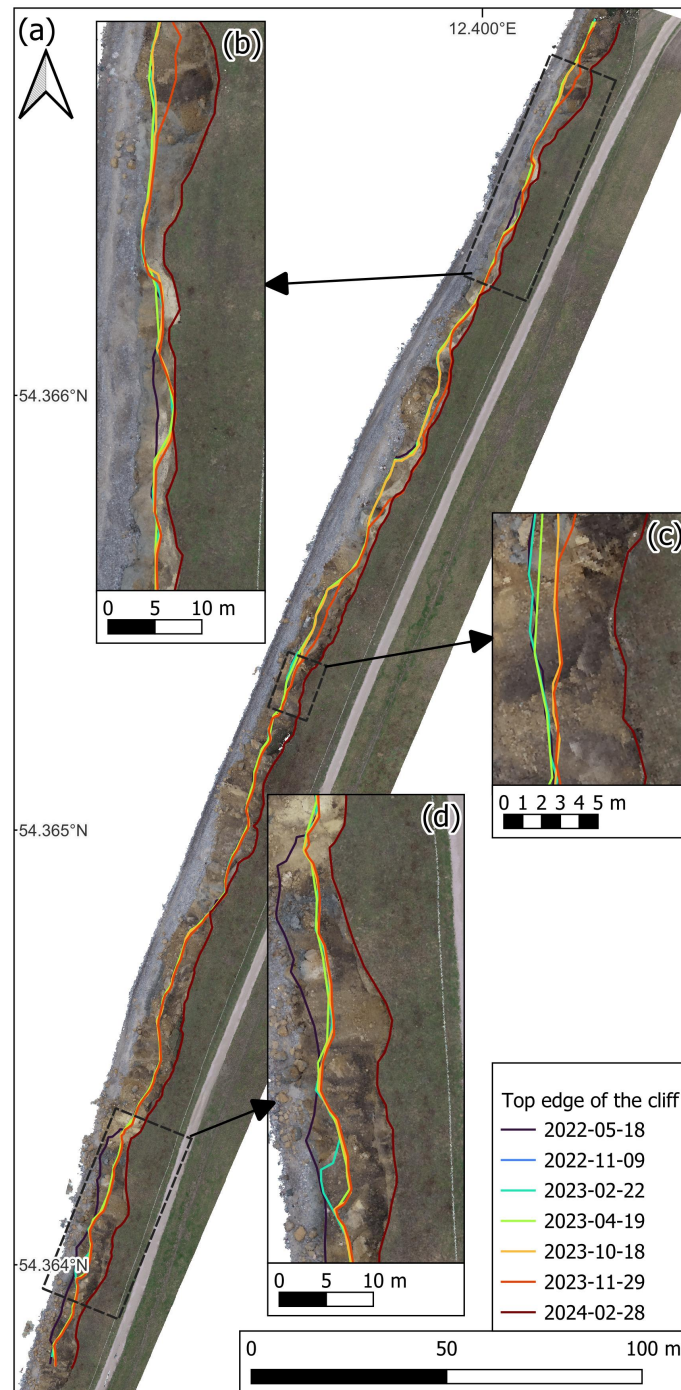 (a)
(b)
12.400°E
54.366°N
0 5 10 m
(c)
0 1 2 3 4 5 m
54.365°N
(d)
0 5 10 m
54.364°N
Top edge of the cliff
2022-05-18
2022-11-09
2023-02-22
2023-04-19
2023-10-18
2023-11-29
2024-02-28
0 50 100 m